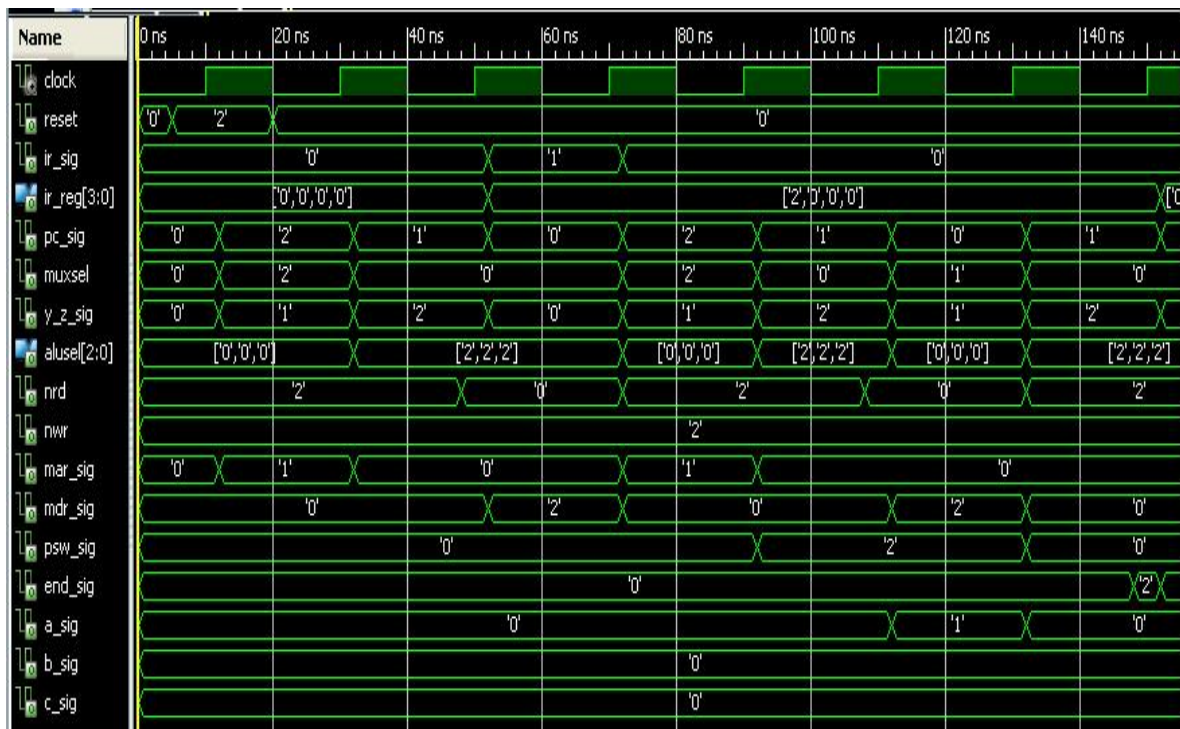 Name 0 ns 20 ns 40 ns 60 ns 80 ns 100 ns 120 ns 140 ns
clock
reset '0' '2' '0'
ir_sig '0' '1' '0'
ir_reg[3:0] ['0','0','0','0'] ['2','0','0','0'] ['0
pc_sig '0' '2' '1' '0' '2' '1' '0' '1'
muxsel '0' '2' '0' '2' '0' '1' '0'
y_z_sig '0' '1' '2' '0' '1' '2' '1' '2'
alusel[2:0] ['0','0','0'] ['2','2','2'] ['0','0','0'] ['2','2','2'] ['0','0','0'] ['2','2','2']
nrd '2' '0' '2' '0' '2'
nwr '2'
mar_sig '0' '1' '0' '1' '0'
mdr_sig '0' '2' '0' '2' '0'
psw_sig '0' '2' '0'
end_sig '0' '2'
a_sig '0' '1' '0'
b_sig '0'
c_sig '0'